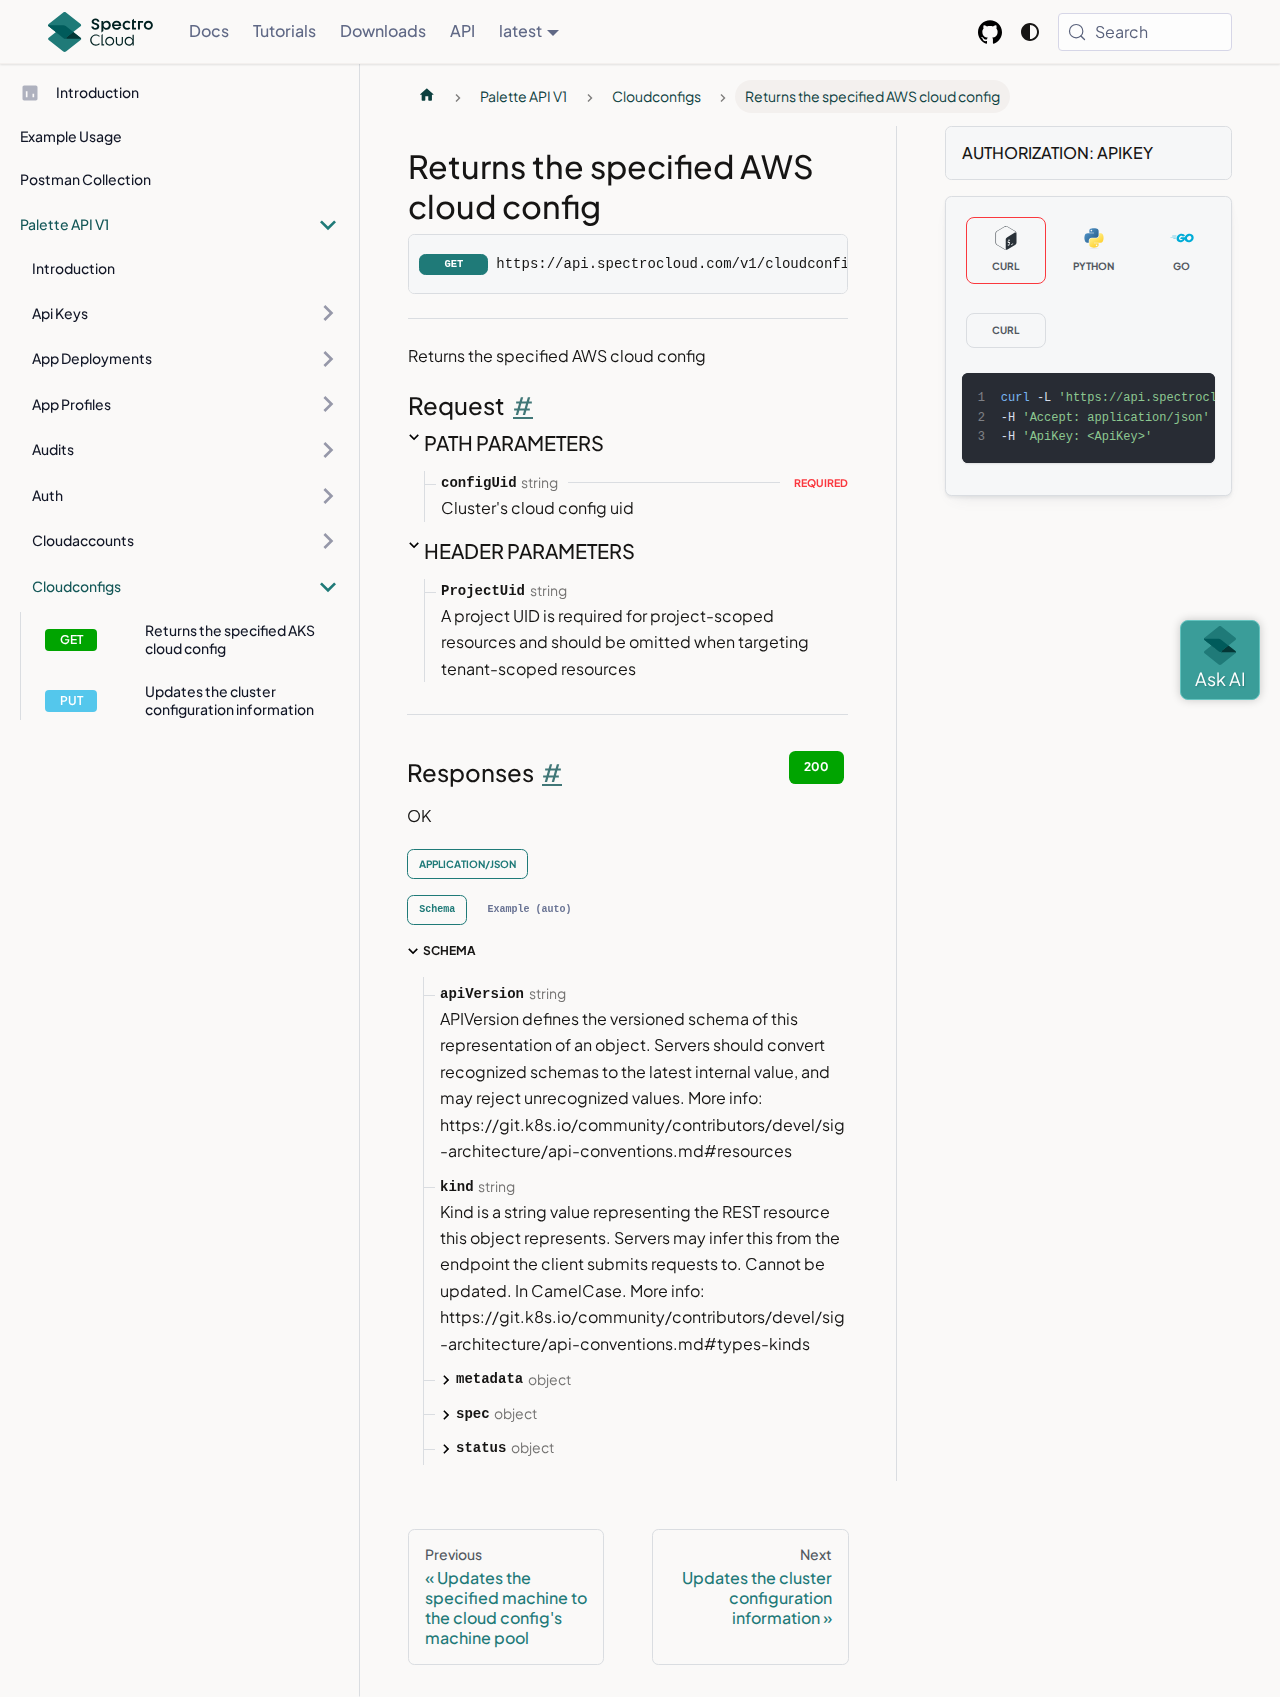 Spectro Cloud
Docs
Tutorials
Downloads
API
latest
Search
Introduction
Example Usage
Postman Collection
Palette API V1
Introduction
Api Keys
App Deployments
App Profiles
Audits
Auth
Cloudaccounts
Cloudconfigs
GET
Returns the specified AKS
cloud config
PUT
Updates the cluster
configuration information
Palette API V1
Cloudconfigs
Returns the specified AWS cloud config
Returns the specified AWS
cloud config
GET https://api.spectrocloud.com/v1/cloudconfi
Returns the specified AWS cloud config
Request #
PATH PARAMETERS
configUid string REQUIRED
Cluster's cloud config uid
HEADER PARAMETERS
ProjectUid string
A project UID is required for project-scoped
resources and should be omitted when targeting
tenant-scoped resources
Responses #
200
OK
APPLICATION/JSON
Schema Example (auto)
SCHEMA
apiVersion string
APIVersion defines the versioned schema of this
representation of an object. Servers should convert
recognized schemas to the latest internal value, and
may reject unrecognized values. More info:
https://git.k8s.io/community/contributors/devel/sig
-architecture/api-conventions.md#resources
kind string
Kind is a string value representing the REST resource
this object represents. Servers may infer this from the
endpoint the client submits requests to. Cannot be
updated. In CamelCase. More info:
https://git.k8s.io/community/contributors/devel/sig
-architecture/api-conventions.md#types-kinds
metadata object
spec object
status object
Previous
« Updates the
specified machine to
the cloud config's
machine pool
Next
Updates the cluster
configuration
information »
AUTHORIZATION: APIKEY
CURL
PYTHON
GO
CURL
1 curl -L 'https://api.spectrocl
2 -H 'Accept: application/json'
3 -H 'ApiKey: <ApiKey>'
Ask AI